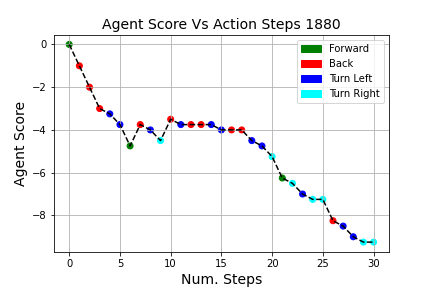 Agent Score Vs Action Steps 1880
Forward
Back
Turn Left
Turn Right
Agent Score
0
−2
−4
−6
−8
0 5 10 15 20 25 30
Num. Steps